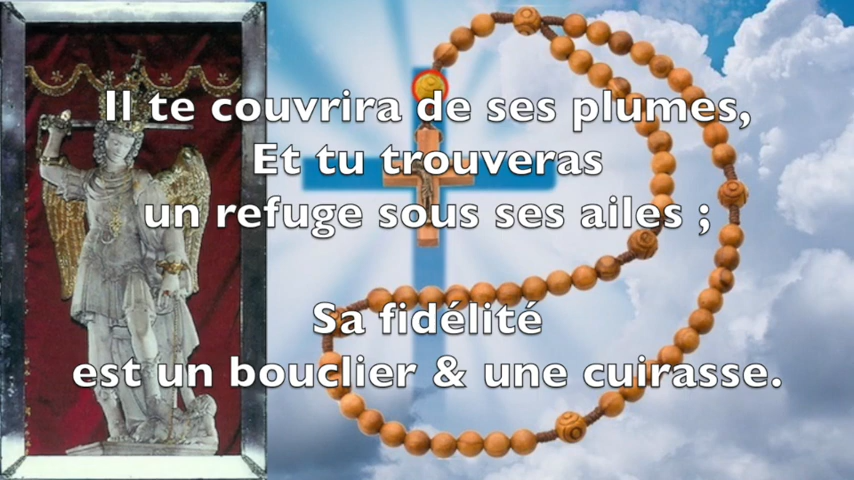 Il te couvrira de ses plumes,
Et tu trouveras
un refuge sous ses ailes ;
Sa fidélité
est un bouclier & une cuirasse.